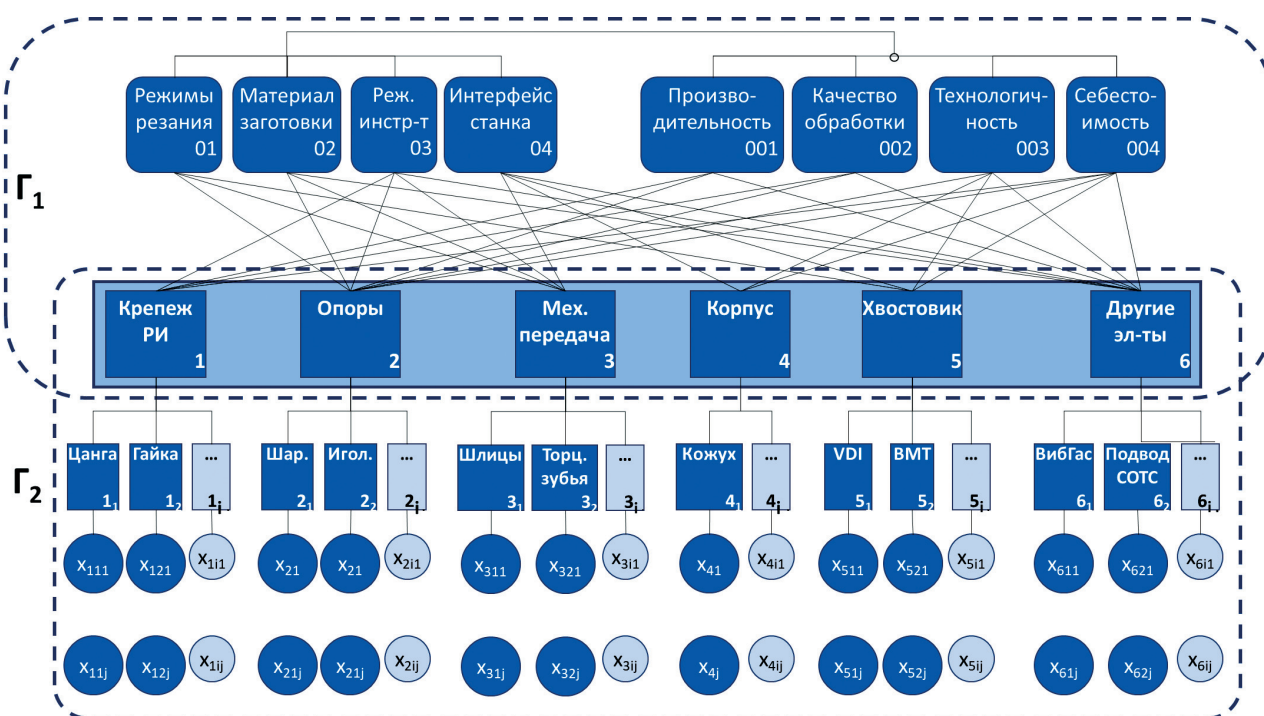 Режимы резания 01
Материал заготовки 02
Реж. инстр-т 03
Интерфейс станка 04
Произво-дительность 001
Качество обработки 002
Технологич-ность 003
Себесто-имость 004
Γ1
Крепеж РИ 1
Опоры 2
Мех. передача 3
Корпус 4
Хвостовик 5
Другие эл-ты 6
Γ2
Цанга 1₁
Гайка 1₂
... 1i.
Шар. 2₁
Игол. 2₂
... 2i.
Шлицы 3₁
Торц. зубья 3₂
... 3i.
Кожух 4₁
... 4i.
VDI 5₁
ВМТ 5₂
... 5i.
ВибГас 6₁
Подвод СОТС 6₂
... 6i.
x111 x121 x1i1 x21 x21 x2i1 x311 x321 x3i1 x41 x4i1 x511 x521 x5i1 x611 x621 x6i1
x11j x12j x1ij x21j x21j x2ij x31j x32j x3ij x4j x4ij x51j x52j x5ij x61j x62j x6ij